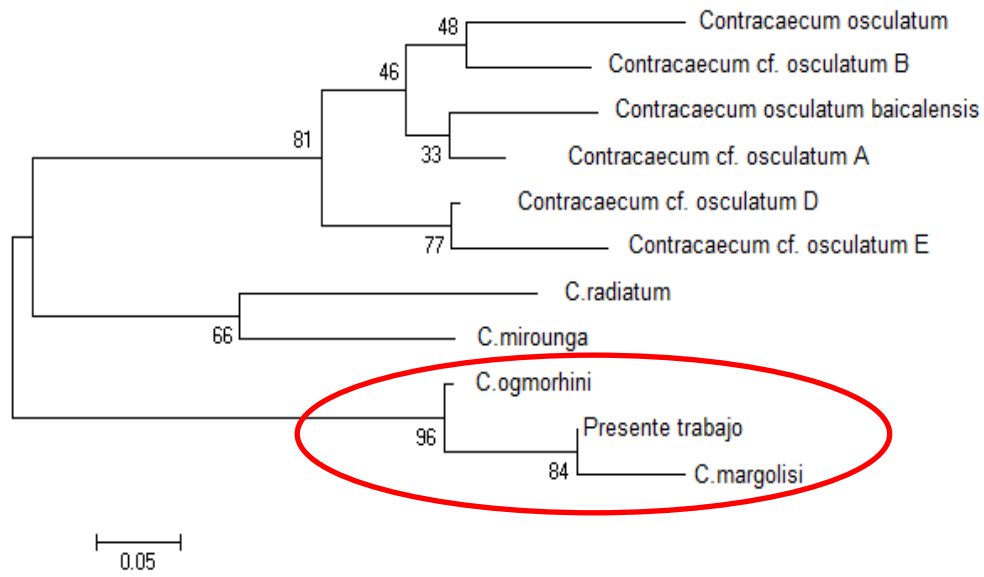 Contracaecum osculatum
48
Contracaecum cf. osculatum B
46
Contracaecum osculatum baicalensis
81
33
Contracaecum cf. osculatum A
Contracaecum cf. osculatum D
77
Contracaecum cf. osculatum E
C.radiatum
66
C.mirounga
C.ogmorhini
96
Presente trabajo
84
C.margolisi
0.05